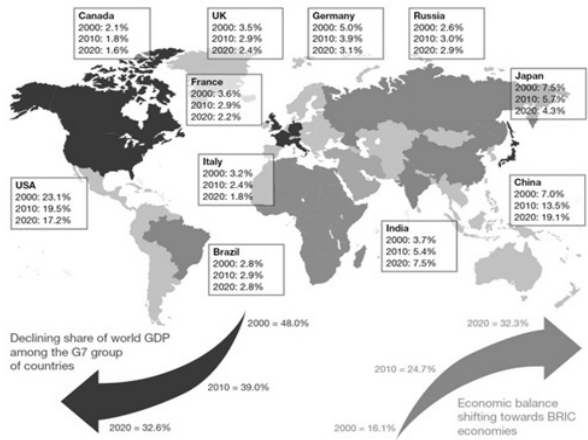 Canada
2000: 2.1%
2010: 1.8%
2020: 1.6%
UK
2000: 3.5%
2010: 2.9%
2020: 2.4%
Germany
2000: 5.0%
2010: 3.9%
2020: 3.1%
Russia
2000: 2.6%
2010: 3.0%
2020: 2.9%
France
2000: 3.6%
2010: 2.9%
2020: 2.2%
Japan
2000: 7.5%
2010: 5.7%
2020: 4.3%
Italy
2000: 3.2%
2010: 2.4%
2020: 1.8%
USA
2000: 23.1%
2010: 19.5%
2020: 17.2%
China
2000: 7.0%
2010: 13.5%
2020: 19.1%
India
2000: 3.7%
2010: 5.4%
2020: 7.5%
Brazil
2000: 2.8%
2010: 2.9%
2020: 2.8%
Declining share of world GDP
among the G7 group
of countries
2000 = 48.0%
2010 = 39.0%
2020 = 32.6%
2020 = 32.3%
2010 = 24.7%
2000 = 16.1%
Economic balance
shifting towards BRIC
economies